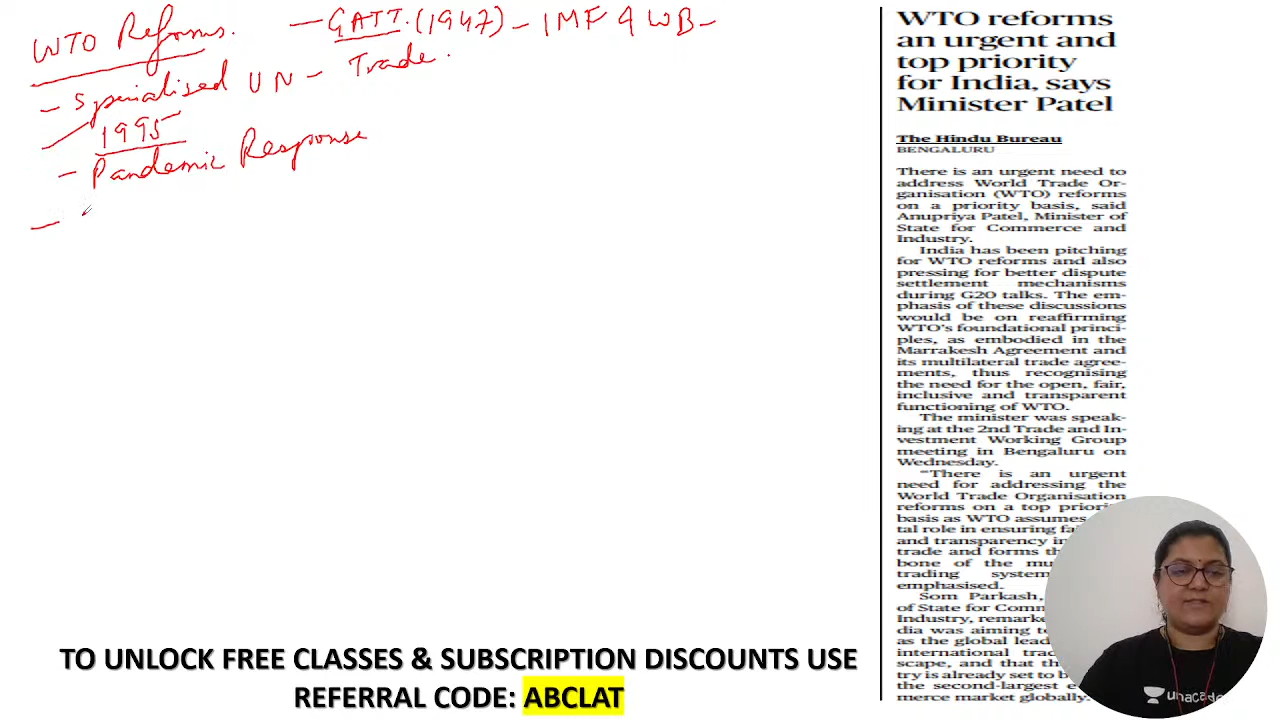 WTO Reforms.
— GATT. (1947) — IMF & WB —
Trade.
— Specialised UN —
1995
— Pandemic Response
—
WTO reforms
an urgent and
top priority
for India, says
Minister Patel
The Hindu Bureau
BENGALURU
There is an urgent need to
address World Trade Or-
ganisation (WTO) reforms
on a priority basis, said
Anupriya Patel, Minister of
State for Commerce and
Industry.
India has been pitching
for WTO reforms and also
pressing for better dispute
settlement mechanisms
during G20 talks. The em-
phasis of these discussions
would be on reaffirming
WTO's foundational princi-
ples, as embodied in the
Marrakesh Agreement and
its multilateral trade agree-
ments, thus recognising
the need for the open, fair,
inclusive and transparent
functioning of WTO.
The minister was speak-
ing at the 2nd Trade and In-
vestment Working Group
meeting in Bengaluru on
Wednesday.
"There is an urgent
need for addressing the
World Trade Organisation
reforms on a top priorit
basis as WTO assumes
tal role in ensuring fa
and transparency in
trade and forms th
bone of the mu
trading system
emphasised.
Som Parkash,
of State for Comm
Industry, remarke
dia was aiming to
as the global lead
international trad
scape, and that th
try is already set to b
the second-largest e
merce market globally.
TO UNLOCK FREE CLASSES & SUBSCRIPTION DISCOUNTS USE
REFERRAL CODE: ABCLAT
unacade